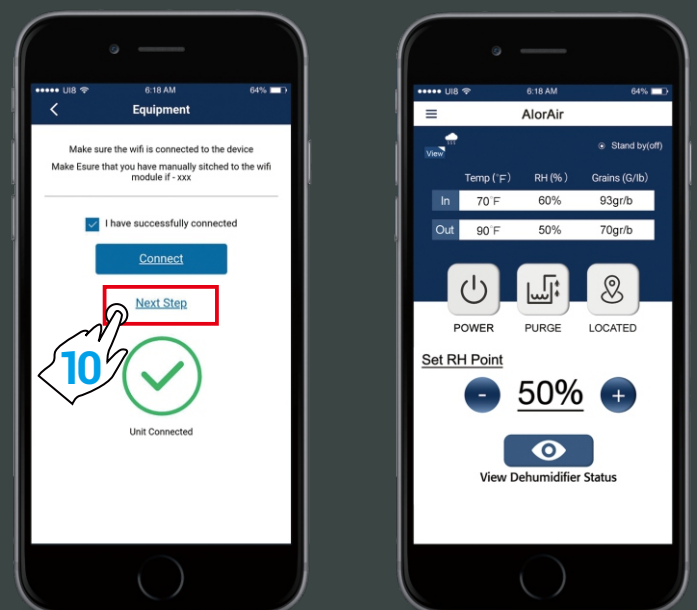 UI8 6:18 AM 64%
Equipment
Make sure the wifi is connected to the device
Make Esure that you have manually sitched to the wifi
module if - xxx
I have successfully connected
Connect
Next Step
10
Unit Connected
UI8 6:18 AM 64%
AlorAir
View Stand by(off)
Temp (°F) RH (%) Grains (G/lb)
In 70°F 60% 93gr/b
Out 90°F 50% 70gr/b
POWER PURGE LOCATED
Set RH Point
- 50% +
View Dehumidifier Status